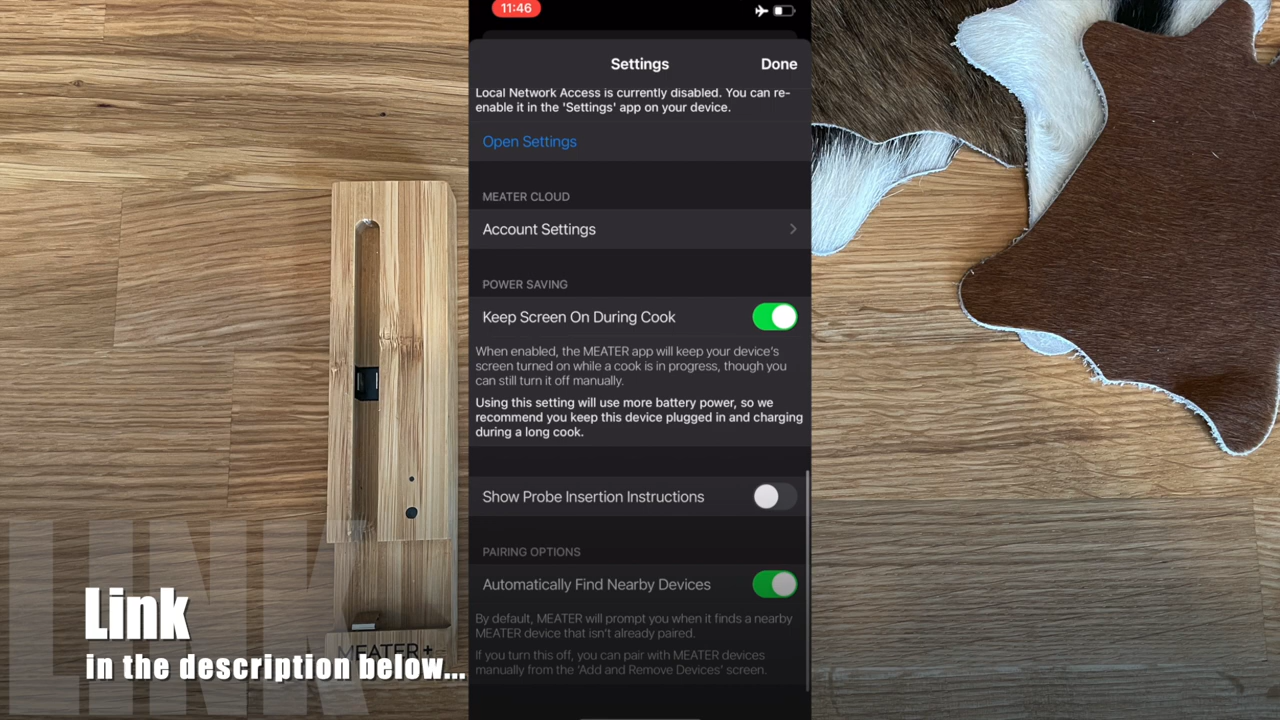 11:46
Settings
Done
Local Network Access is currently disabled. You can re-
enable it in the 'Settings' app on your device.
Open Settings
MEATER CLOUD
Account Settings
POWER SAVING
Keep Screen On During Cook
When enabled, the MEATER app will keep your device's
screen turned on while a cook is in progress, though you
can still turn it off manually.
Using this setting will use more battery power, so we
recommend you keep this device plugged in and charging
during a long cook.
Show Probe Insertion Instructions
PAIRING OPTIONS
Automatically Find Nearby Devices
By default, MEATER will prompt you when it finds a nearby
MEATER device that isn't already paired.
If you turn this off, you can pair with MEATER devices
manually from the 'Add and Remove Devices' screen.
MEATER+
LINK
Link
in the description below...